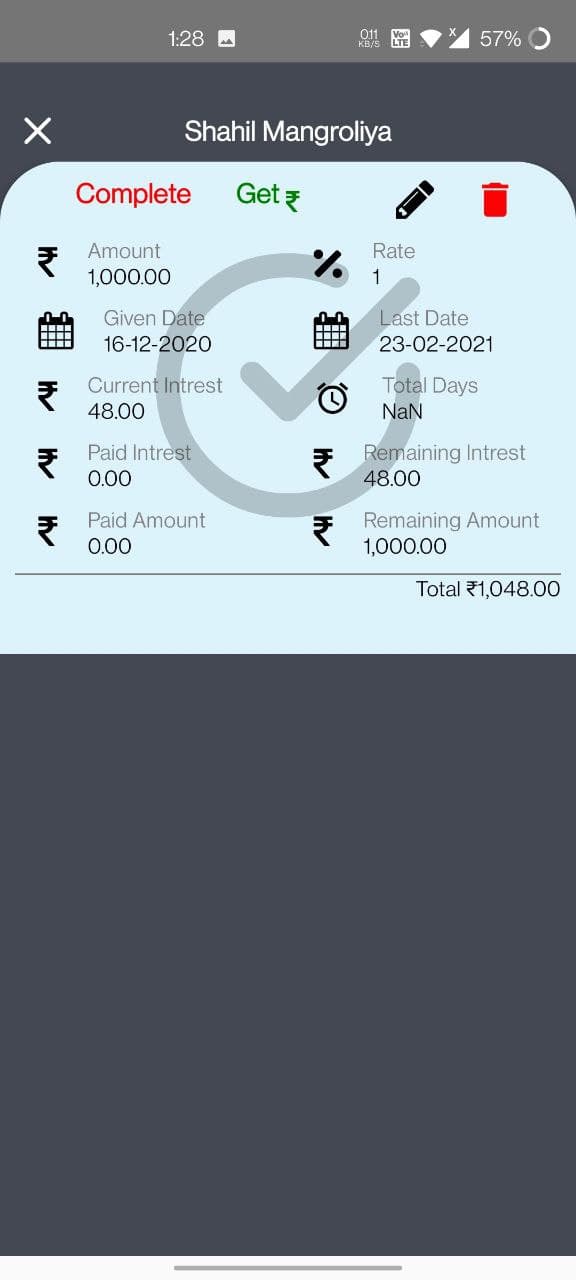 1:28 0.11 KB/S Vo LTE X 57%
Shahil Mangroliya
Complete Get ₹
₹ Amount % Rate
1,000.00 1
Given Date Last Date
16-12-2020 23-02-2021
₹ Current Intrest Total Days
48.00 NaN
₹ Paid Intrest ₹ Remaining Intrest
0.00 48.00
₹ Paid Amount ₹ Remaining Amount
0.00 1,000.00
Total ₹1,048.00